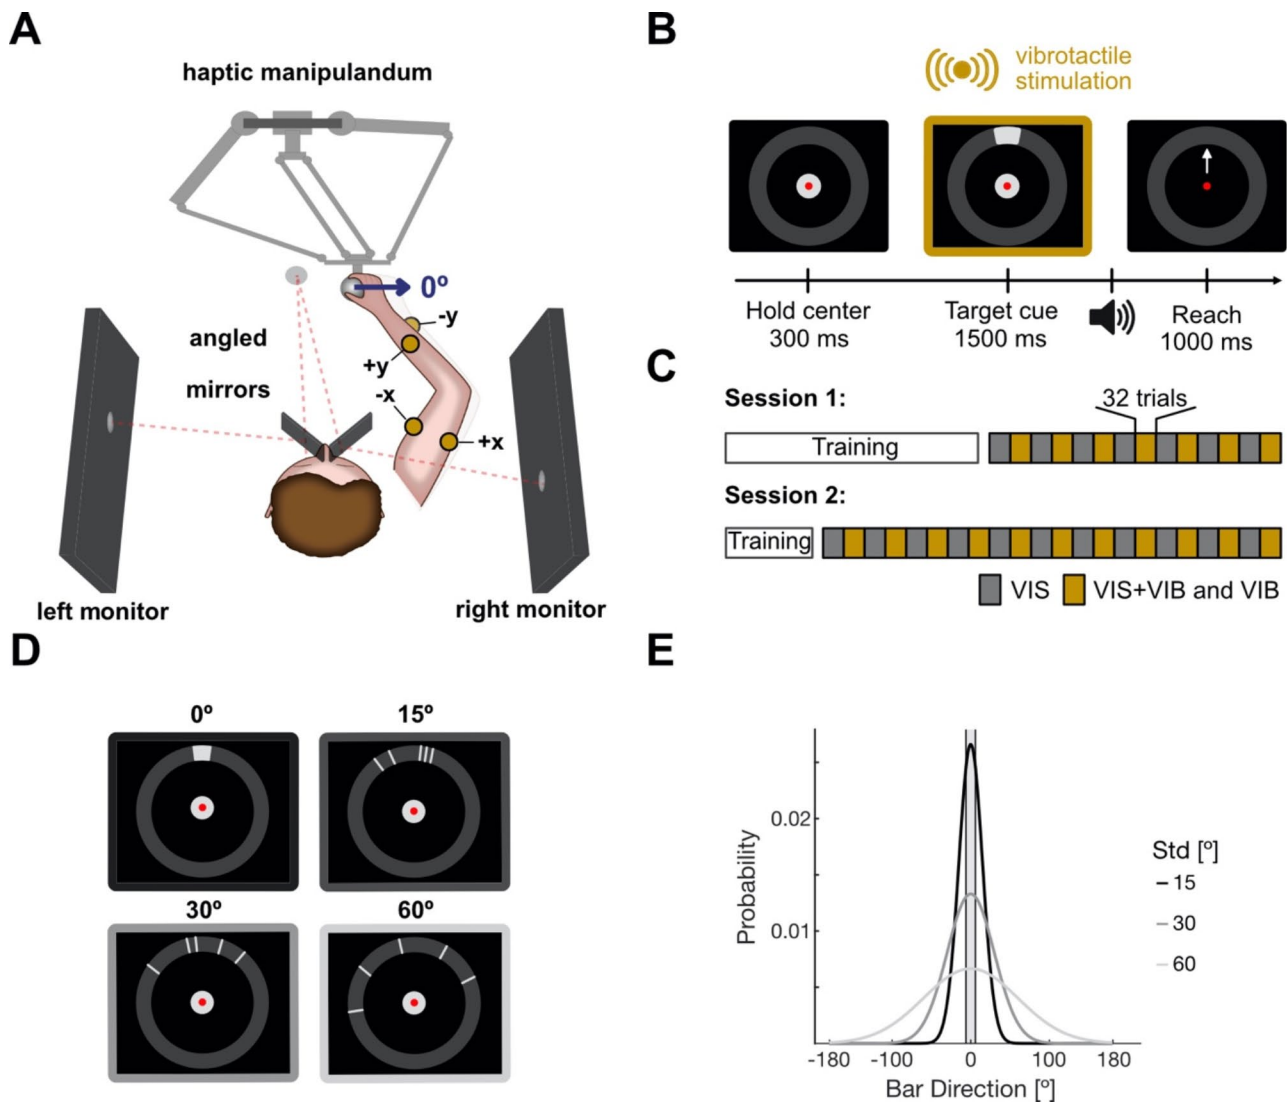 A
haptic manipulandum
0º
-y
+y
-x
+x
angled
mirrors
left monitor
right monitor
B
vibrotactile
stimulation
Hold center
300 ms
Target cue
1500 ms
Reach
1000 ms
C
Session 1:
32 trials
Training
Session 2:
Training
VIS
VIS+VIB and VIB
D
0º
15º
30º
60º
E
0.02
0.01
Probability
-180
-100
0
100
180
Bar Direction [º]
Std [º]
15
30
60